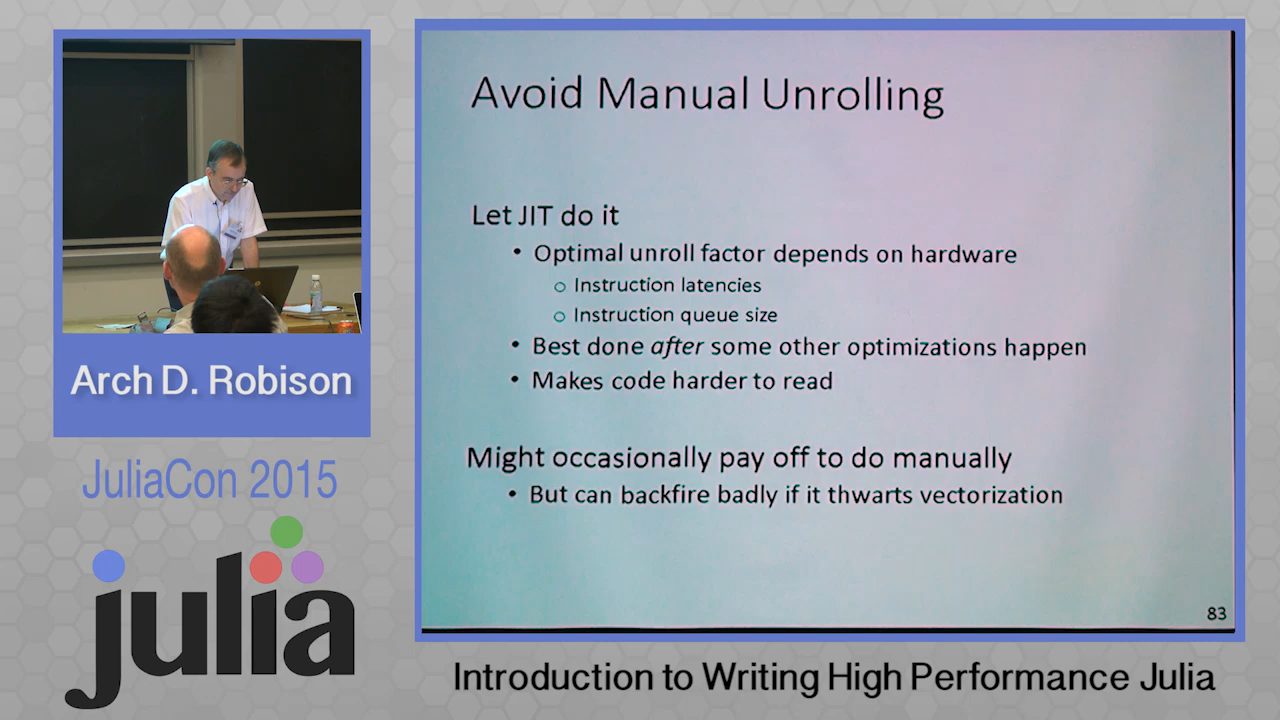 Avoid Manual Unrolling
Let JIT do it
• Optimal unroll factor depends on hardware
o Instruction latencies
o Instruction queue size
• Best done after some other optimizations happen
• Makes code harder to read
Might occasionally pay off to do manually
• But can backfire badly if it thwarts vectorization
83
Arch D. Robison
JuliaCon 2015
julia
Introduction to Writing High Performance Julia